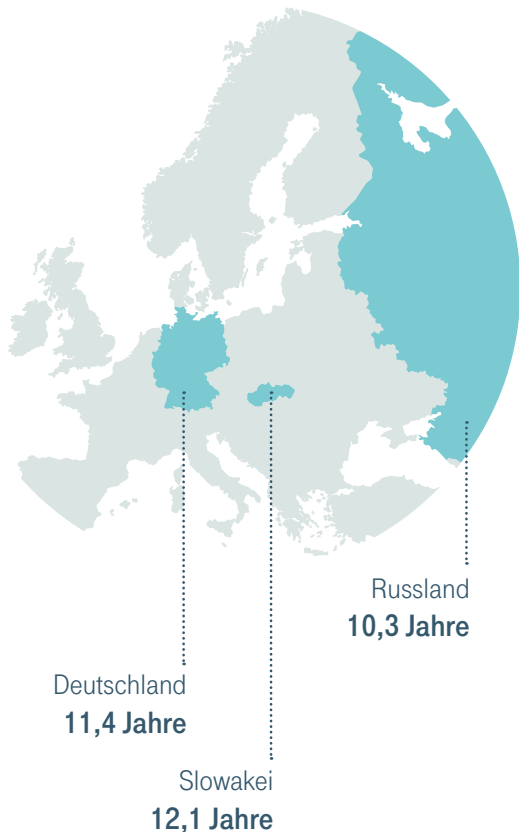 Russland
10,3 Jahre
Deutschland
11,4 Jahre
Slowakei
12,1 Jahre